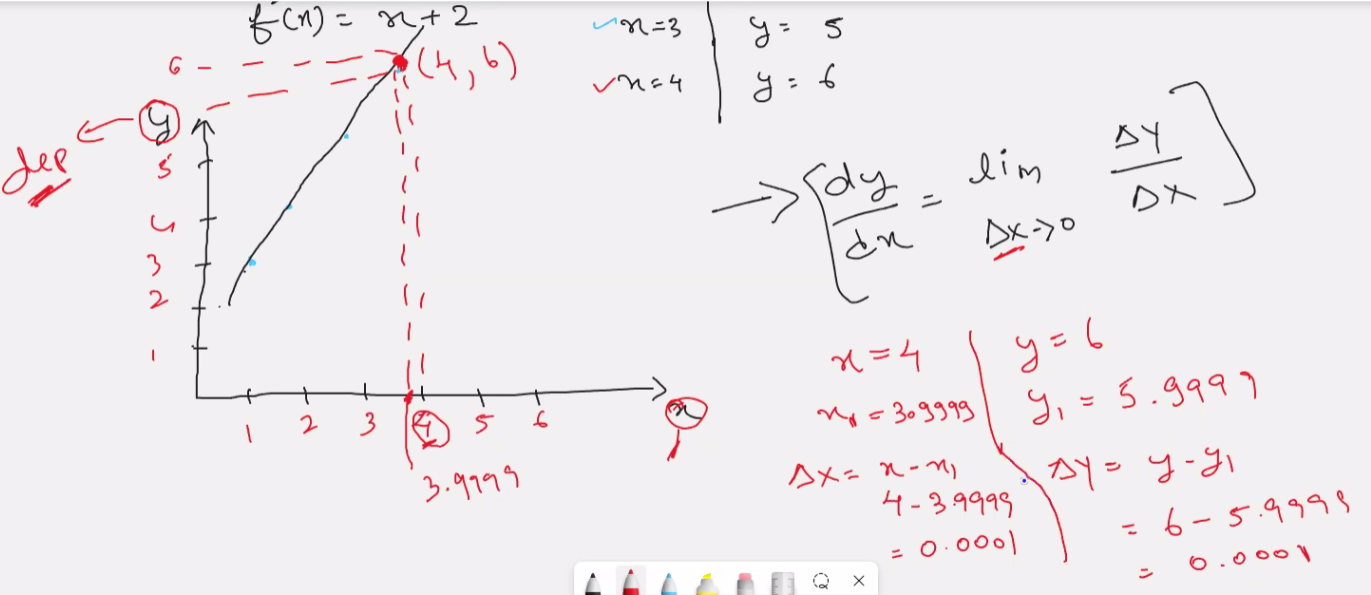 f(x) = x + 2
x = 3 | y = 5
x = 4 | y = 6
6
(4, 6)
y
dep
5
4
3
2
1
1 2 3 4 5 6
x
3.9999
dy/dx = lim Δx→0 ΔY/ΔX
x = 4 | y = 6
x₁ = 3.9999 | y₁ = 5.9999
ΔX = x - x₁ | ΔY = y - y₁
4 - 3.9999 | = 6 - 5.9999
= 0.0001 | = 0.0001